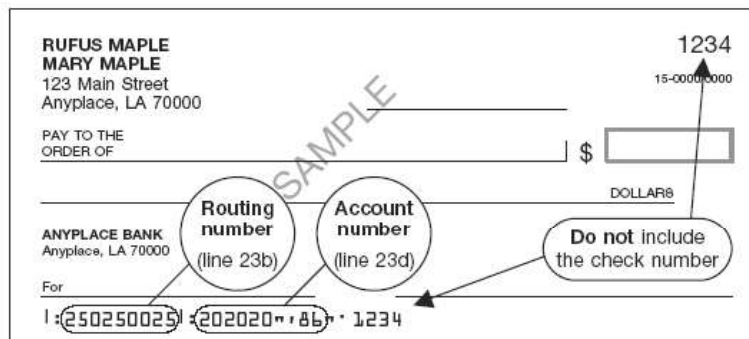 RUFUS MAPLE
MARY MAPLE
123 Main Street
Anyplace, LA 70000
1234
15-0000/0000
SAMPLE
PAY TO THE
ORDER OF
$
DOLLARS
Routing
number
(line 23b)
Account
number
(line 23d)
ANYPLACE BANK
Anyplace, LA 70000
Do not include
the check number
For
|:250250025|:202020"'86"' 1234